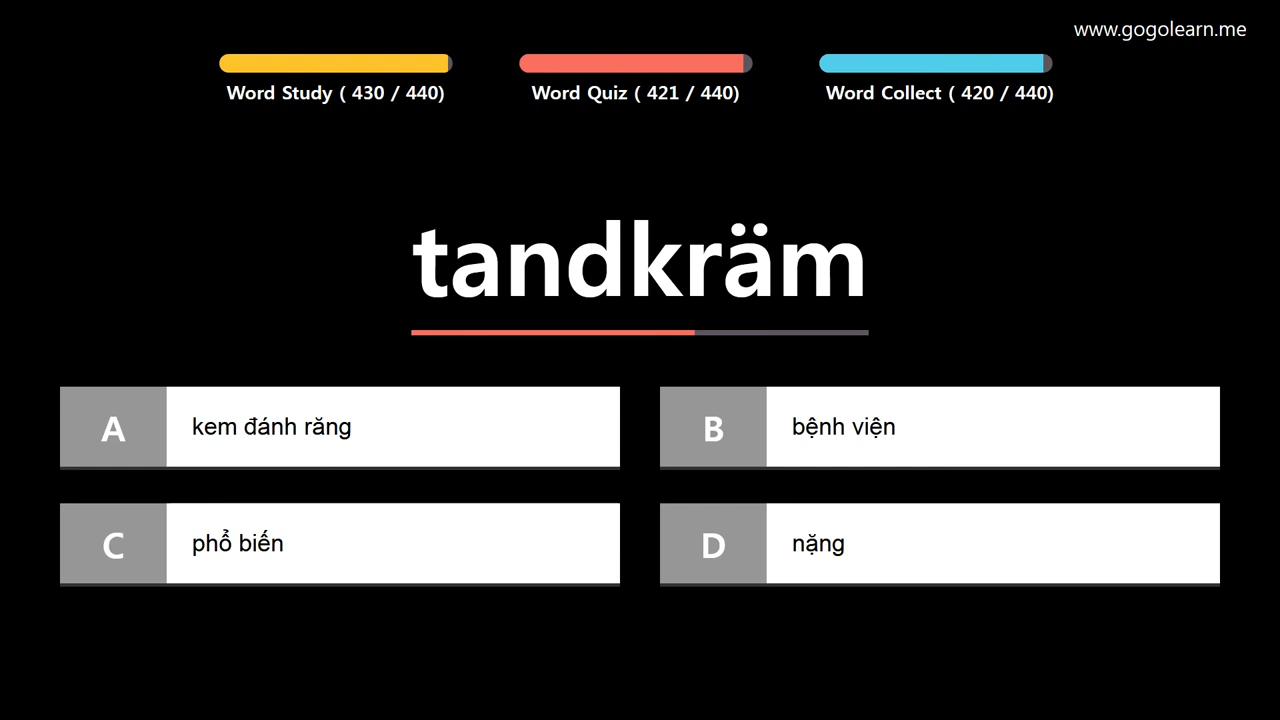 www.gogolearn.me
Word Study ( 430 / 440)
Word Quiz ( 421 / 440)
Word Collect ( 420 / 440)
tandkräm
A
kem đánh răng
B
bệnh viện
C
phổ biến
D
nặng